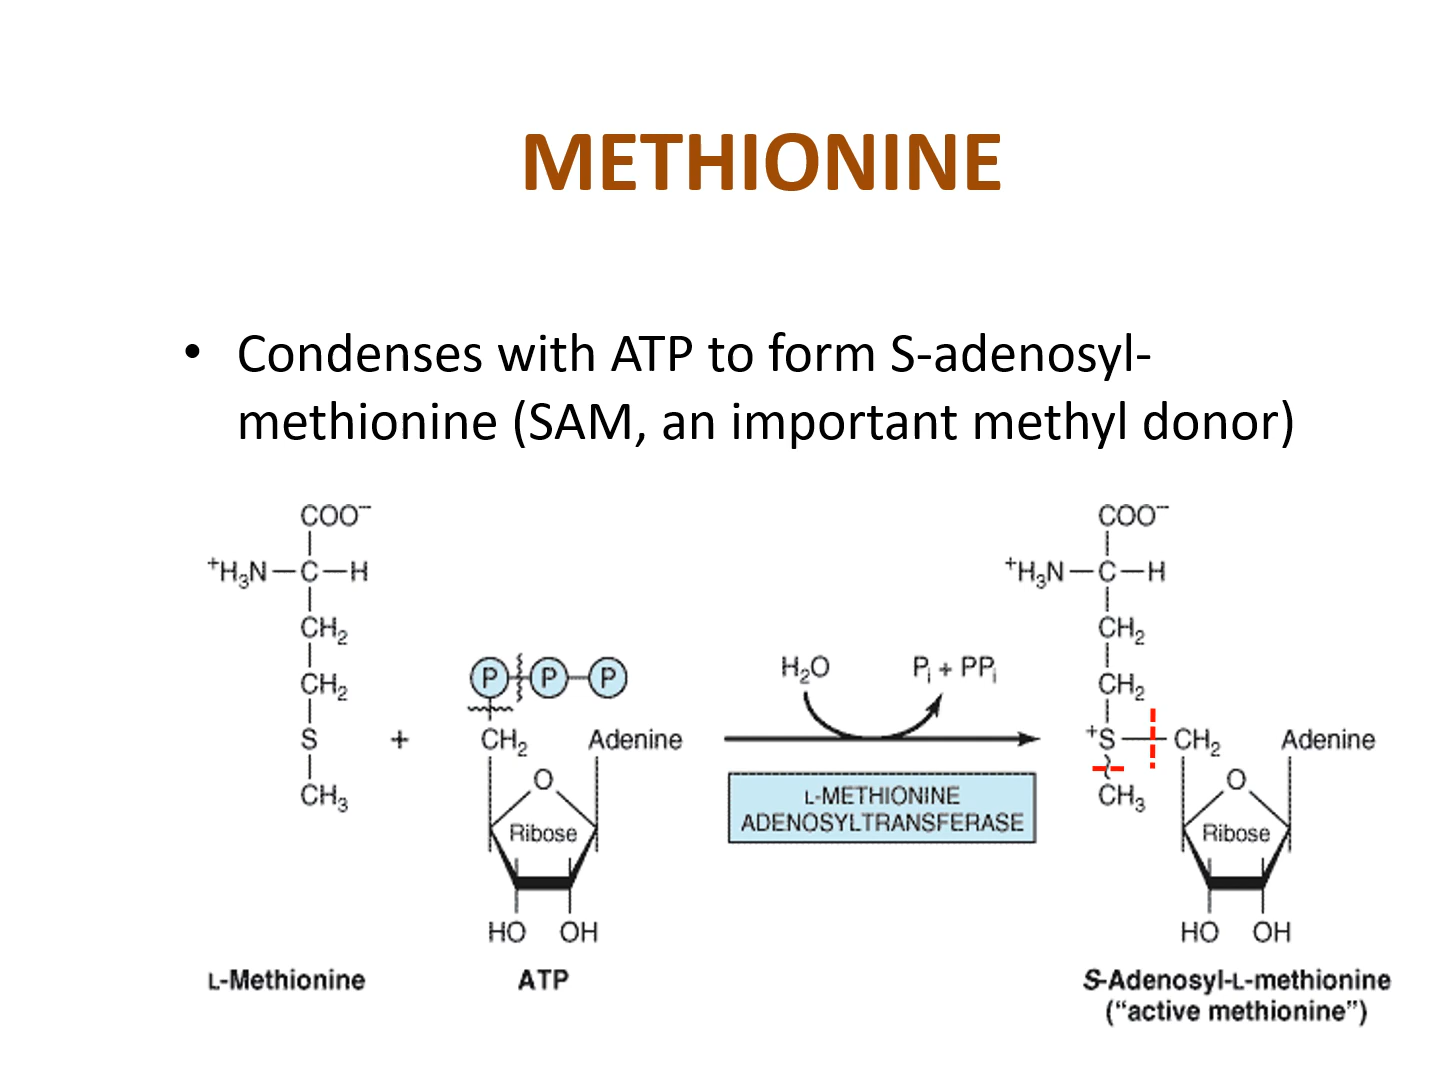 METHIONINE
• Condenses with ATP to form S-adenosyl-
methionine (SAM, an important methyl donor)
COO⁻
⁺H₃N—C—H
CH₂
CH₂
S
CH₃
L-Methionine
+
P P P
CH₂ Adenine
O
Ribose
HO OH
ATP
H₂O Pᵢ + PPᵢ
L-METHIONINE
ADENOSYLTRANSFERASE
COO⁻
⁺H₃N—C—H
CH₂
CH₂
⁺S—CH₂ Adenine
CH₃
O
Ribose
HO OH
S-Adenosyl-L-methionine
(“active methionine”)